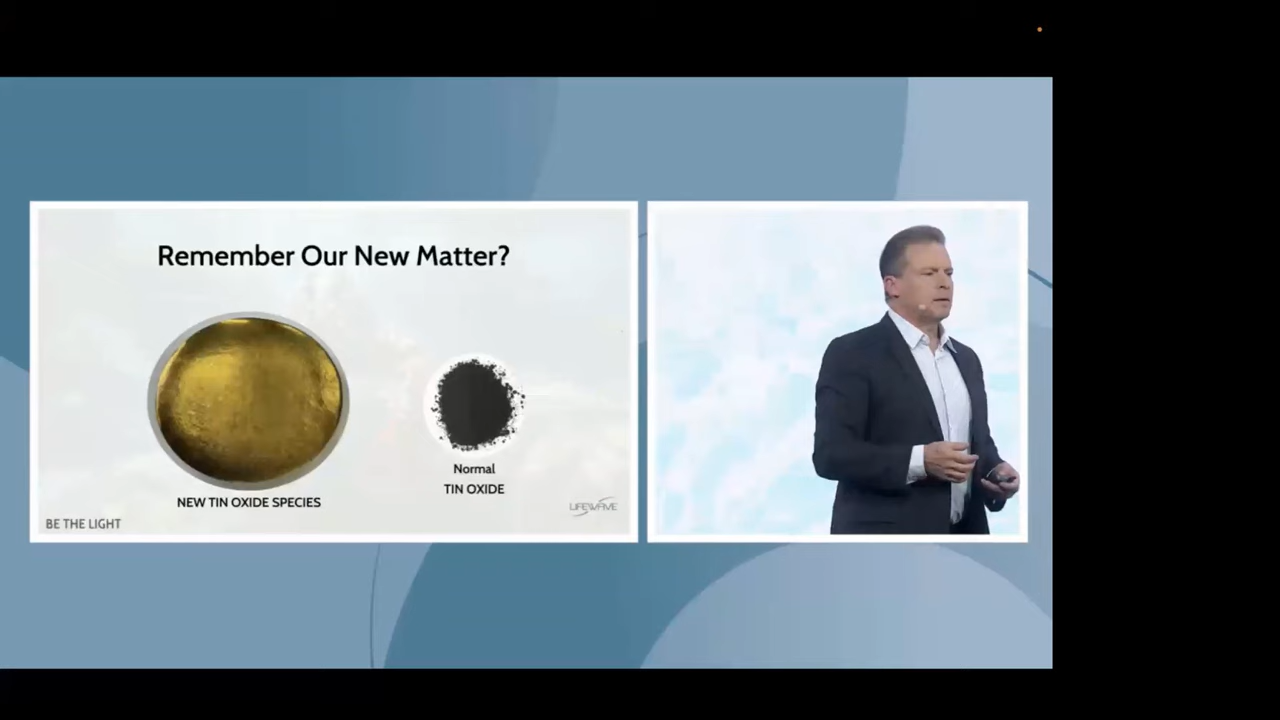 Remember Our New Matter?
NEW TIN OXIDE SPECIES
Normal
TIN OXIDE
BE THE LIGHT
LIFEWAVE